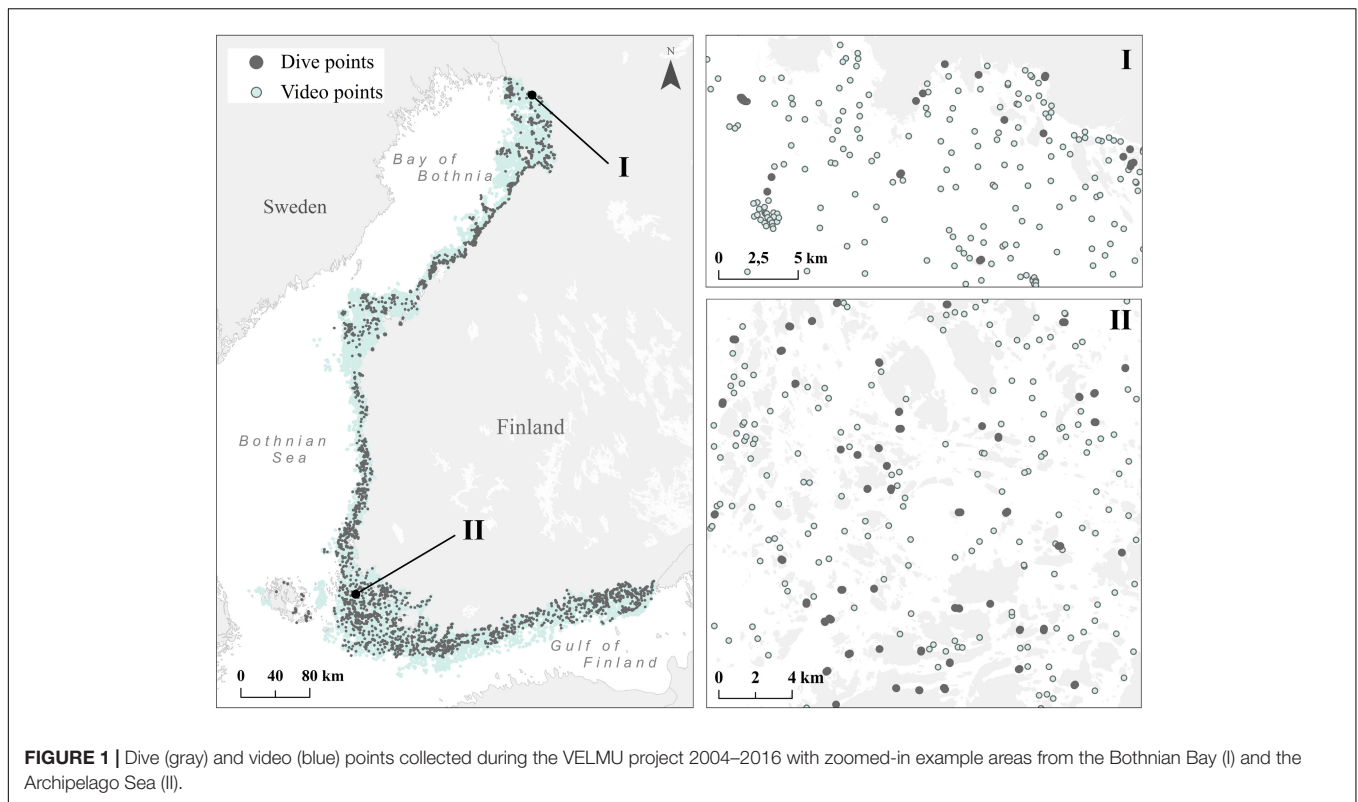 Dive points
Video points
N
I
Bay of
Bothnia
Sweden
Finland
Bothnian
Sea
II
Gulf of
Finland
0 40 80 km
I
0 2,5 5 km
II
0 2 4 km
FIGURE 1 | Dive (gray) and video (blue) points collected during the VELMU project 2004–2016 with zoomed-in example areas from the Bothnian Bay (I) and the
Archipelago Sea (II).